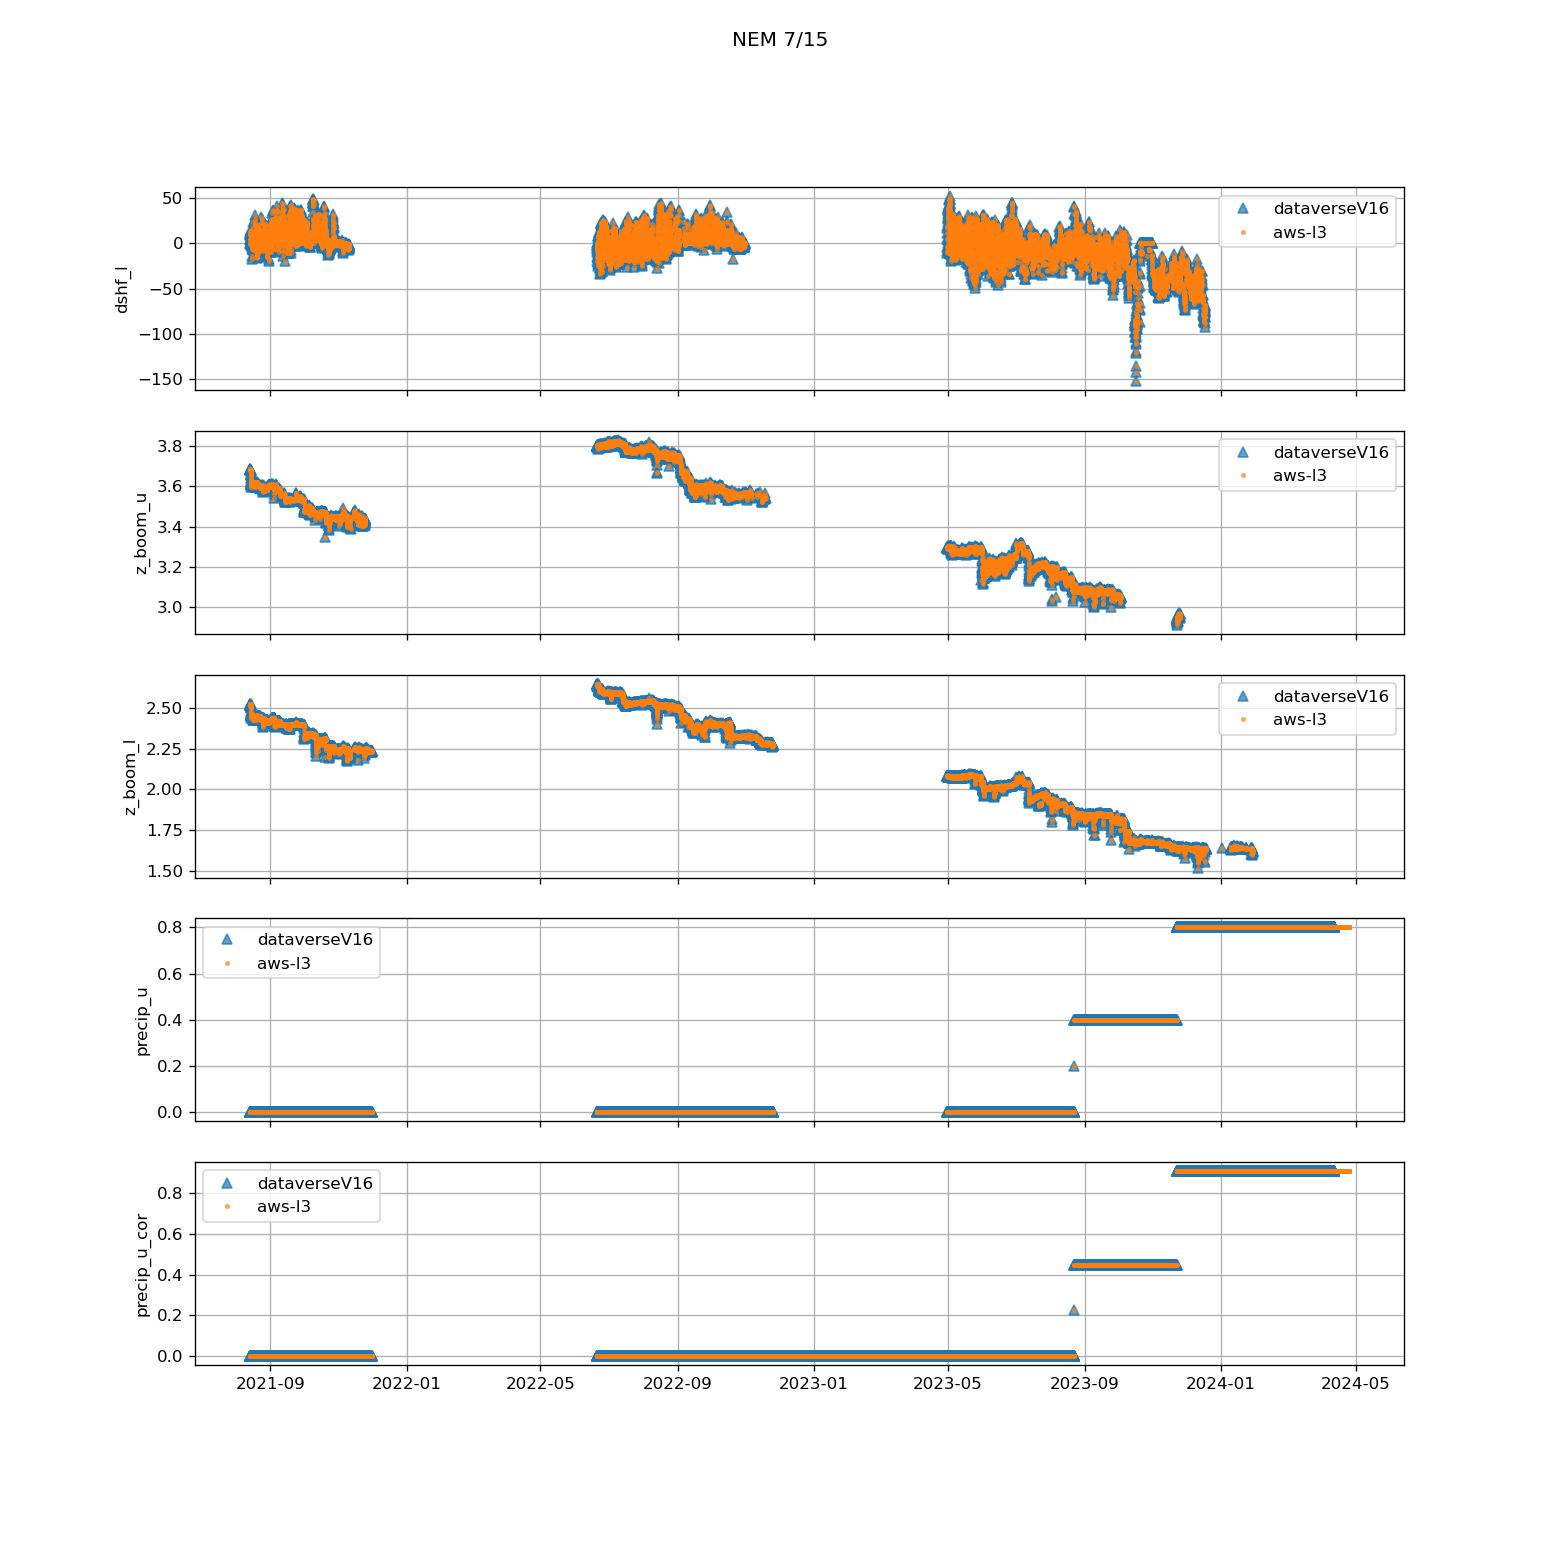 NEM 7/15
50
0
−50
−100
−150
dshf_l
dataverseV16
aws-l3
3.8
3.6
3.4
3.2
3.0
z_boom_u
dataverseV16
aws-l3
2.50
2.25
2.00
1.75
1.50
z_boom_l
dataverseV16
aws-l3
0.8
0.6
0.4
0.2
0.0
precip_u
dataverseV16
aws-l3
0.8
0.6
0.4
0.2
0.0
precip_u_cor
dataverseV16
aws-l3
2021-09 2022-01 2022-05 2022-09 2023-01 2023-05 2023-09 2024-01 2024-05